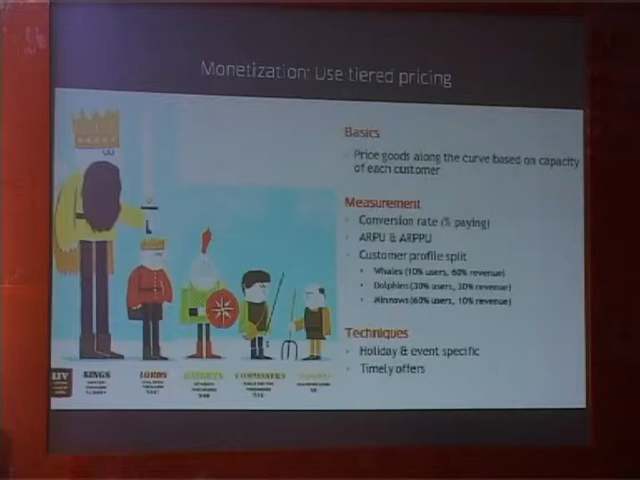 Monetization: Use tiered pricing
Basics
Price goods along the curve based on capacity
of each customer
Measurement
Conversion rate (% paying)
ARPU & ARPPU
Customer profile split
Whales (10% users, 60% revenue)
Dolphins (30% users, 30% revenue)
Minnows (60% users, 10% revenue)
Techniques
Holiday & event specific
Timely offers
LIV
KINGS
LORDS
KNIGHTS
COMMONERS